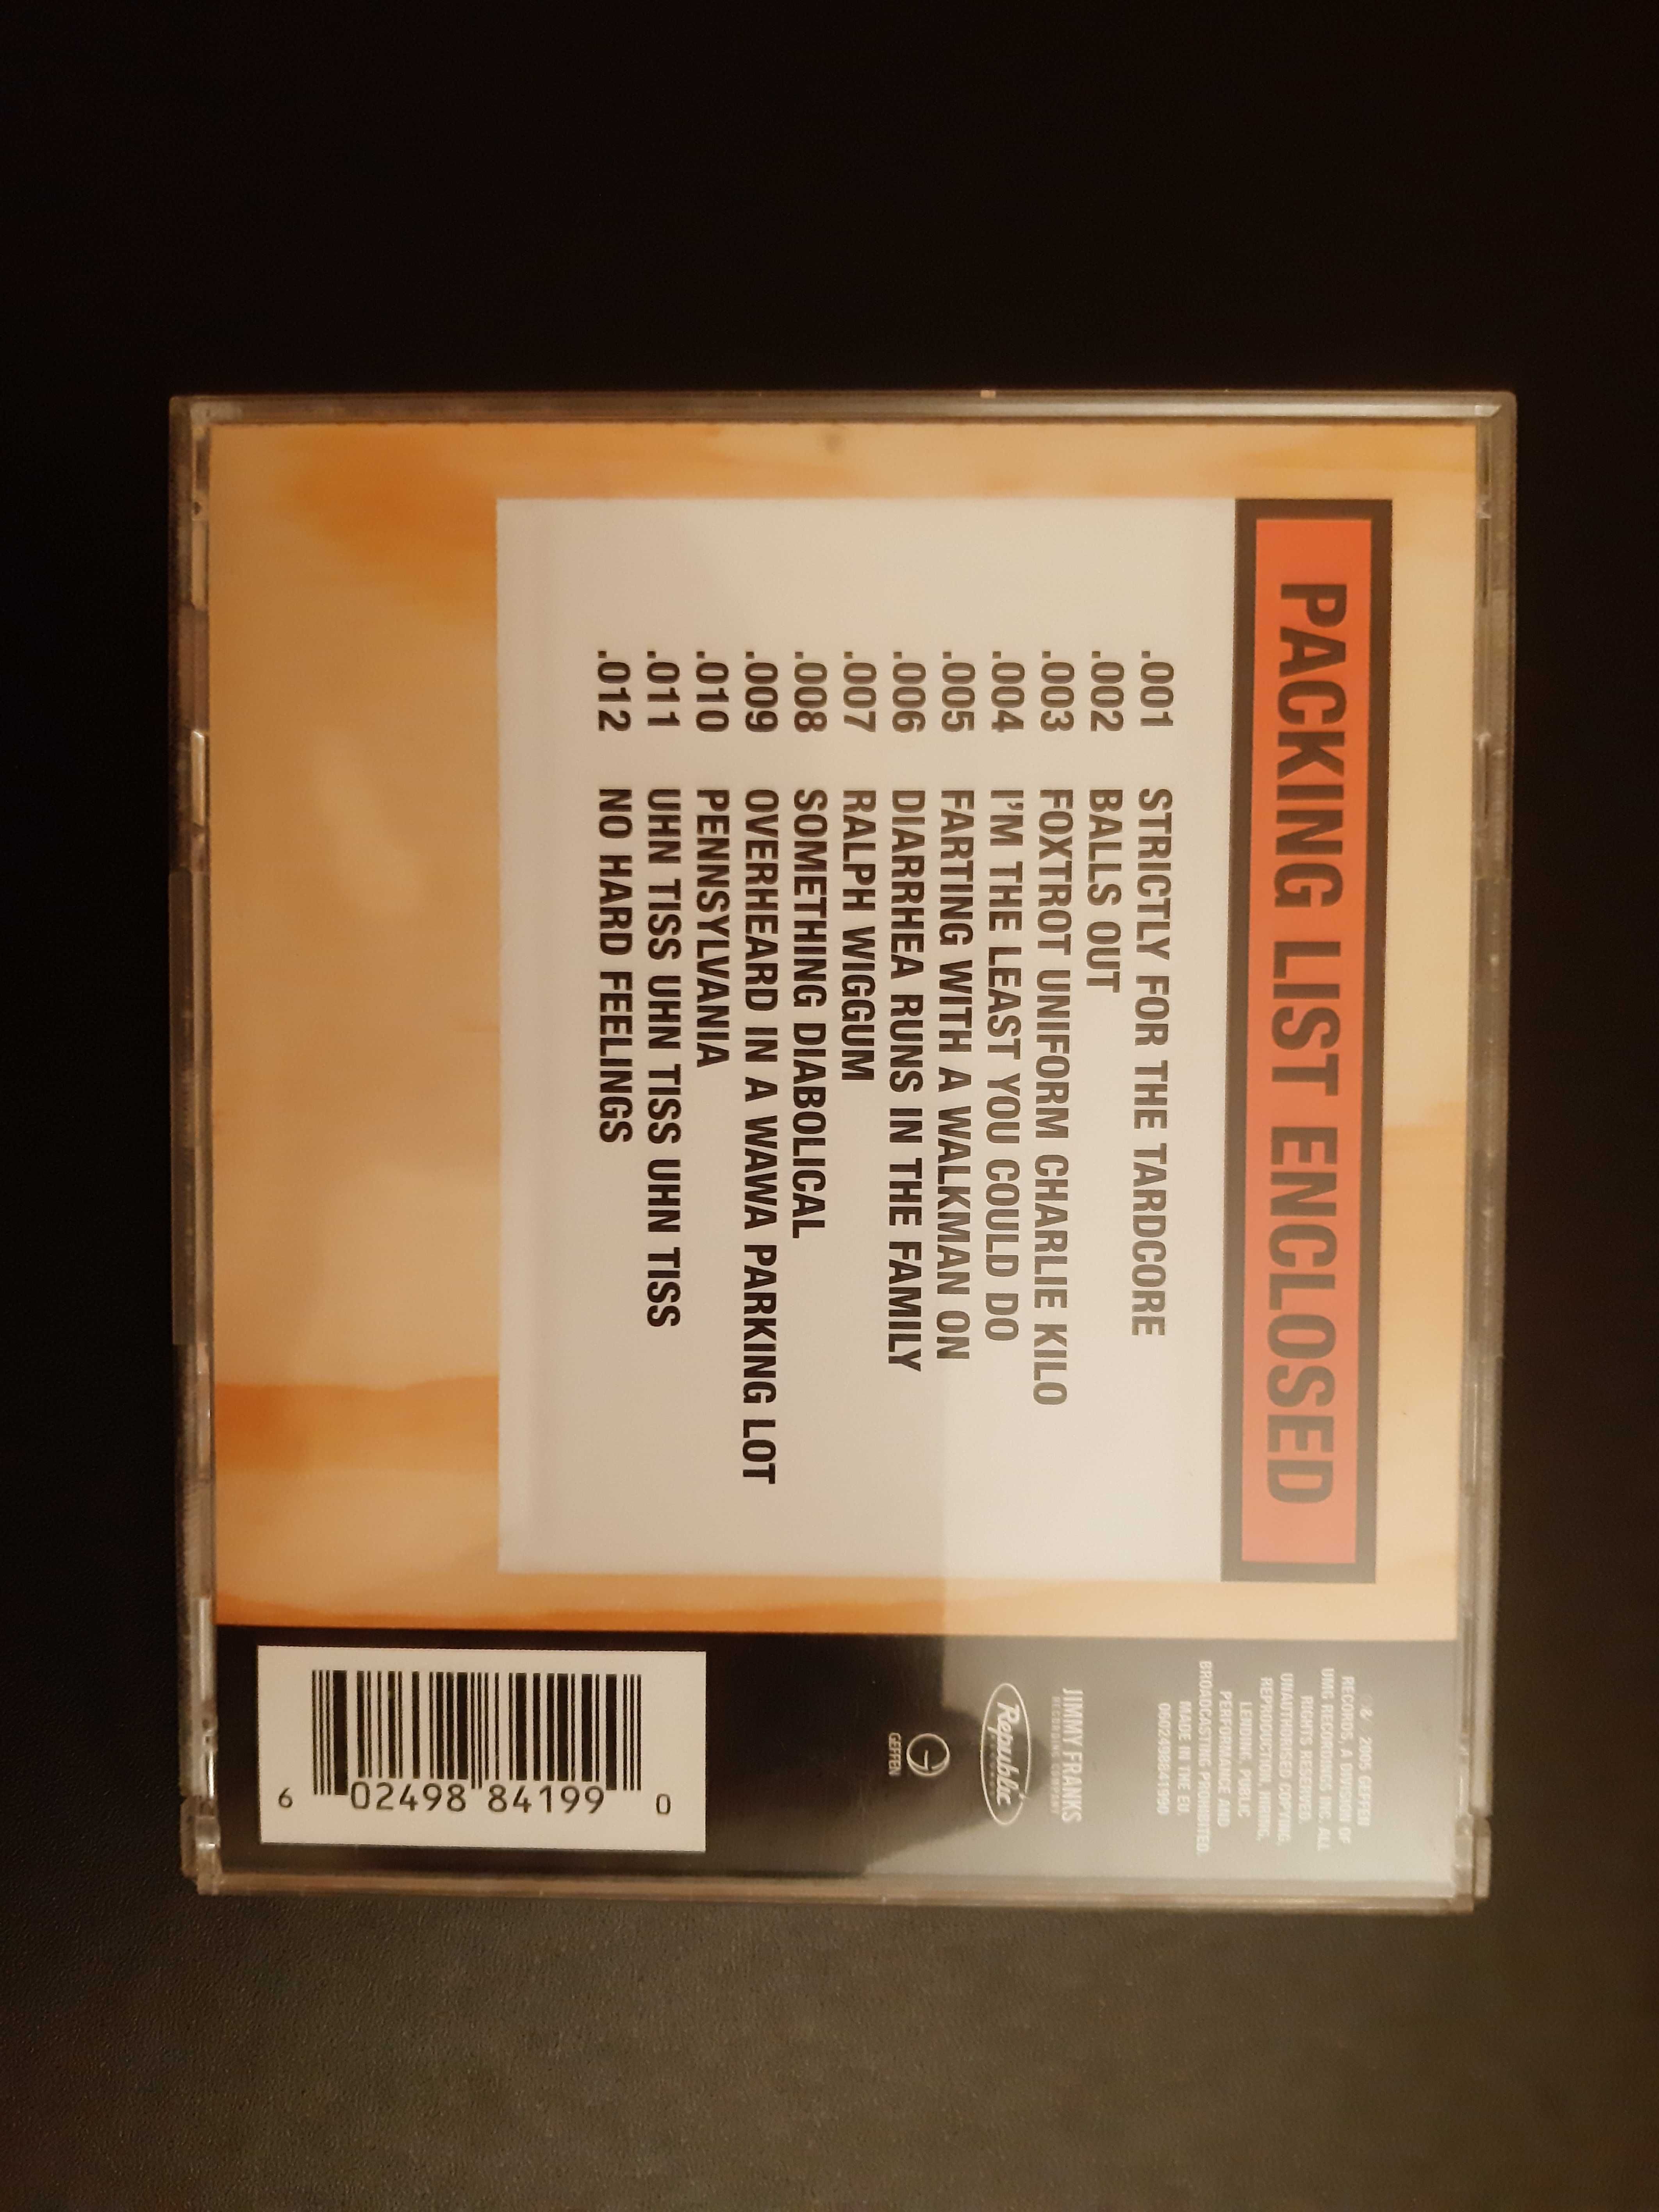 PACKING LIST ENCLOSED
.001 STRICTLY FOR THE TARDCORE
.002 BALLS OUT
.003 FOXTROT UNIFORM CHARLIE KILO
.004 I'M THE LEAST YOU COULD DO
.005 FARTING WITH A WALKMAN ON
.006 DIARRHEA RUNS IN THE FAMILY
.007 RALPH WIGGUM
.008 SOMETHING DIABOLICAL
.009 OVERHEARD IN A WAWA PARKING LOT
.010 PENNSYLVANIA
.011 UHN TISS UHN TISS UHN TISS
.012 NO HARD FEELINGS
℗& 2005 GEFFEN
RECORDS, A DIVISION OF
UMG RECORDINGS INC. ALL
RIGHTS RESERVED.
UNAUTHORISED COPYING,
REPRODUCTION, HIRING,
LENDING, PUBLIC
PERFORMANCE AND
BROADCASTING PROHIBITED.
MADE IN THE EU.
0602498841990
JIMMY FRANKS
RECORDING COMPANY
Republic
RECORDS
GEFFEN
6 02498 84199 0